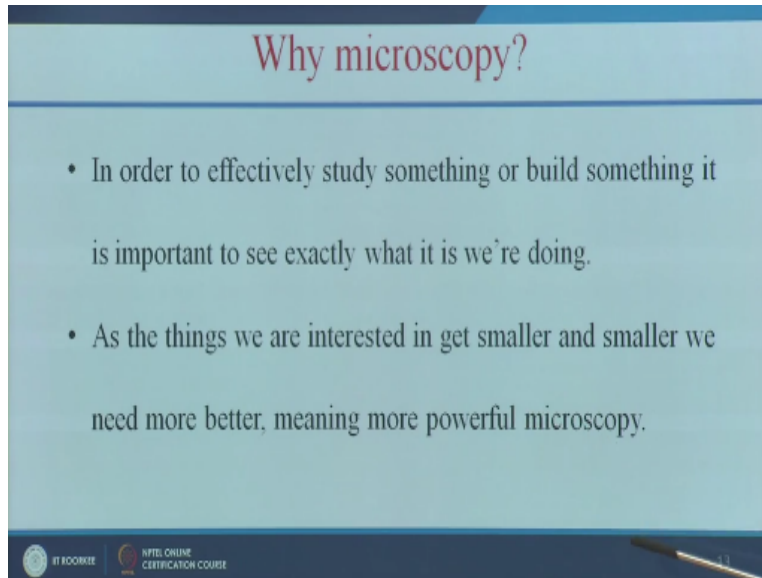 Why microscopy?
• In order to effectively study something or build something it
is important to see exactly what it is we're doing.
• As the things we are interested in get smaller and smaller we
need more better, meaning more powerful microscopy.
IIT ROORKEE
NPTEL ONLINE
CERTIFICATION COURSE
13